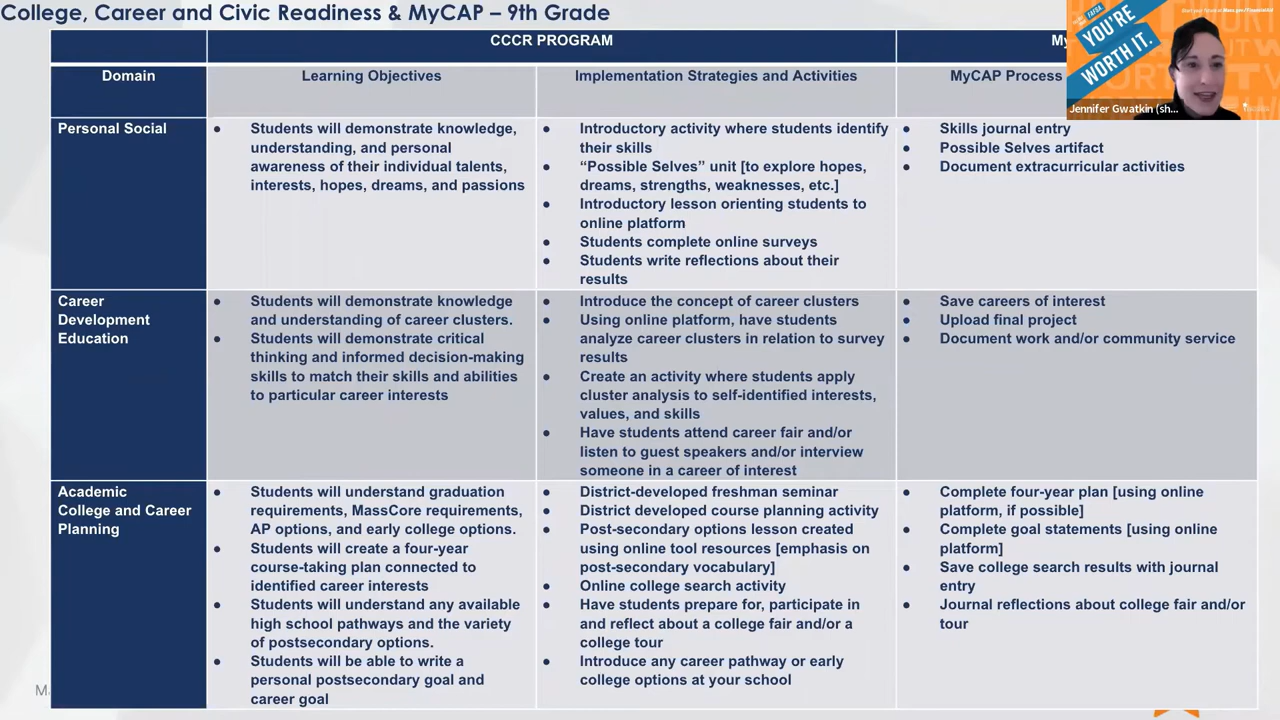 College, Career and Civic Readiness & MyCAP – 9th Grade
CCCR PROGRAM
Domain
Learning Objectives
Implementation Strategies and Activities
MyCAP Process
Personal Social
● Students will demonstrate knowledge,
understanding, and personal
awareness of their individual talents,
interests, hopes, dreams, and passions
● Introductory activity where students identify
their skills
● “Possible Selves” unit [to explore hopes,
dreams, strengths, weaknesses, etc.]
● Introductory lesson orienting students to
online platform
● Students complete online surveys
● Students write reflections about their
results
● Skills journal entry
● Possible Selves artifact
● Document extracurricular activities
Career
Development
Education
● Students will demonstrate knowledge
and understanding of career clusters.
● Students will demonstrate critical
thinking and informed decision-making
skills to match their skills and abilities
to particular career interests
● Introduce the concept of career clusters
● Using online platform, have students
analyze career clusters in relation to survey
results
● Create an activity where students apply
cluster analysis to self-identified interests,
values, and skills
● Have students attend career fair and/or
listen to guest speakers and/or interview
someone in a career of interest
● Save careers of interest
● Upload final project
● Document work and/or community service
Academic
College and Career
Planning
● Students will understand graduation
requirements, MassCore requirements,
AP options, and early college options.
● Students will create a four-year
course-taking plan connected to
identified career interests
● Students will understand any available
high school pathways and the variety
of postsecondary options.
● Students will be able to write a
personal postsecondary goal and
career goal
● District-developed freshman seminar
● District developed course planning activity
● Post-secondary options lesson created
using online tool resources [emphasis on
post-secondary vocabulary]
● Online college search activity
● Have students prepare for, participate in
and reflect about a college fair and/or a
college tour
● Introduce any career pathway or early
college options at your school
● Complete four-year plan [using online
platform, if possible]
● Complete goal statements [using online
platform]
● Save college search results with journal
entry
● Journal reflections about college fair and/or
tour
YOU'RE
WORTH IT.
Jennifer Gwatkin (sh...